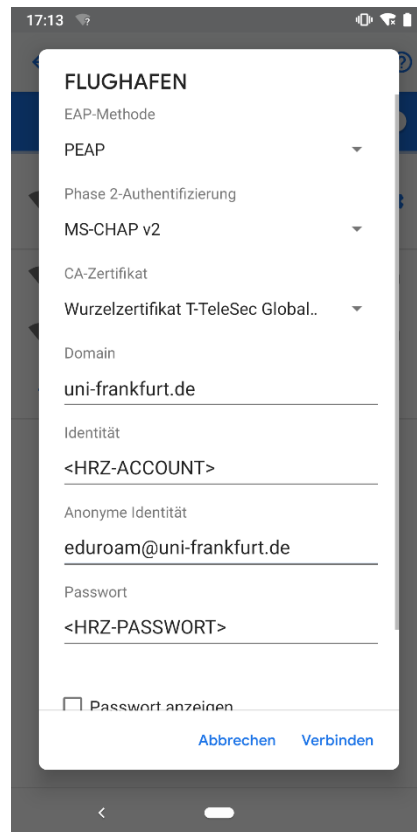 17:13
FLUGHAFEN
EAP-Methode
PEAP
Phase 2-Authentifizierung
MS-CHAP v2
CA-Zertifikat
Wurzelzertifikat T-TeleSec Global..
Domain
uni-frankfurt.de
Identität
<HRZ-ACCOUNT>
Anonyme Identität
eduroam@uni-frankfurt.de
Passwort
<HRZ-PASSWORT>
Passwort anzeigen
Abbrechen Verbinden